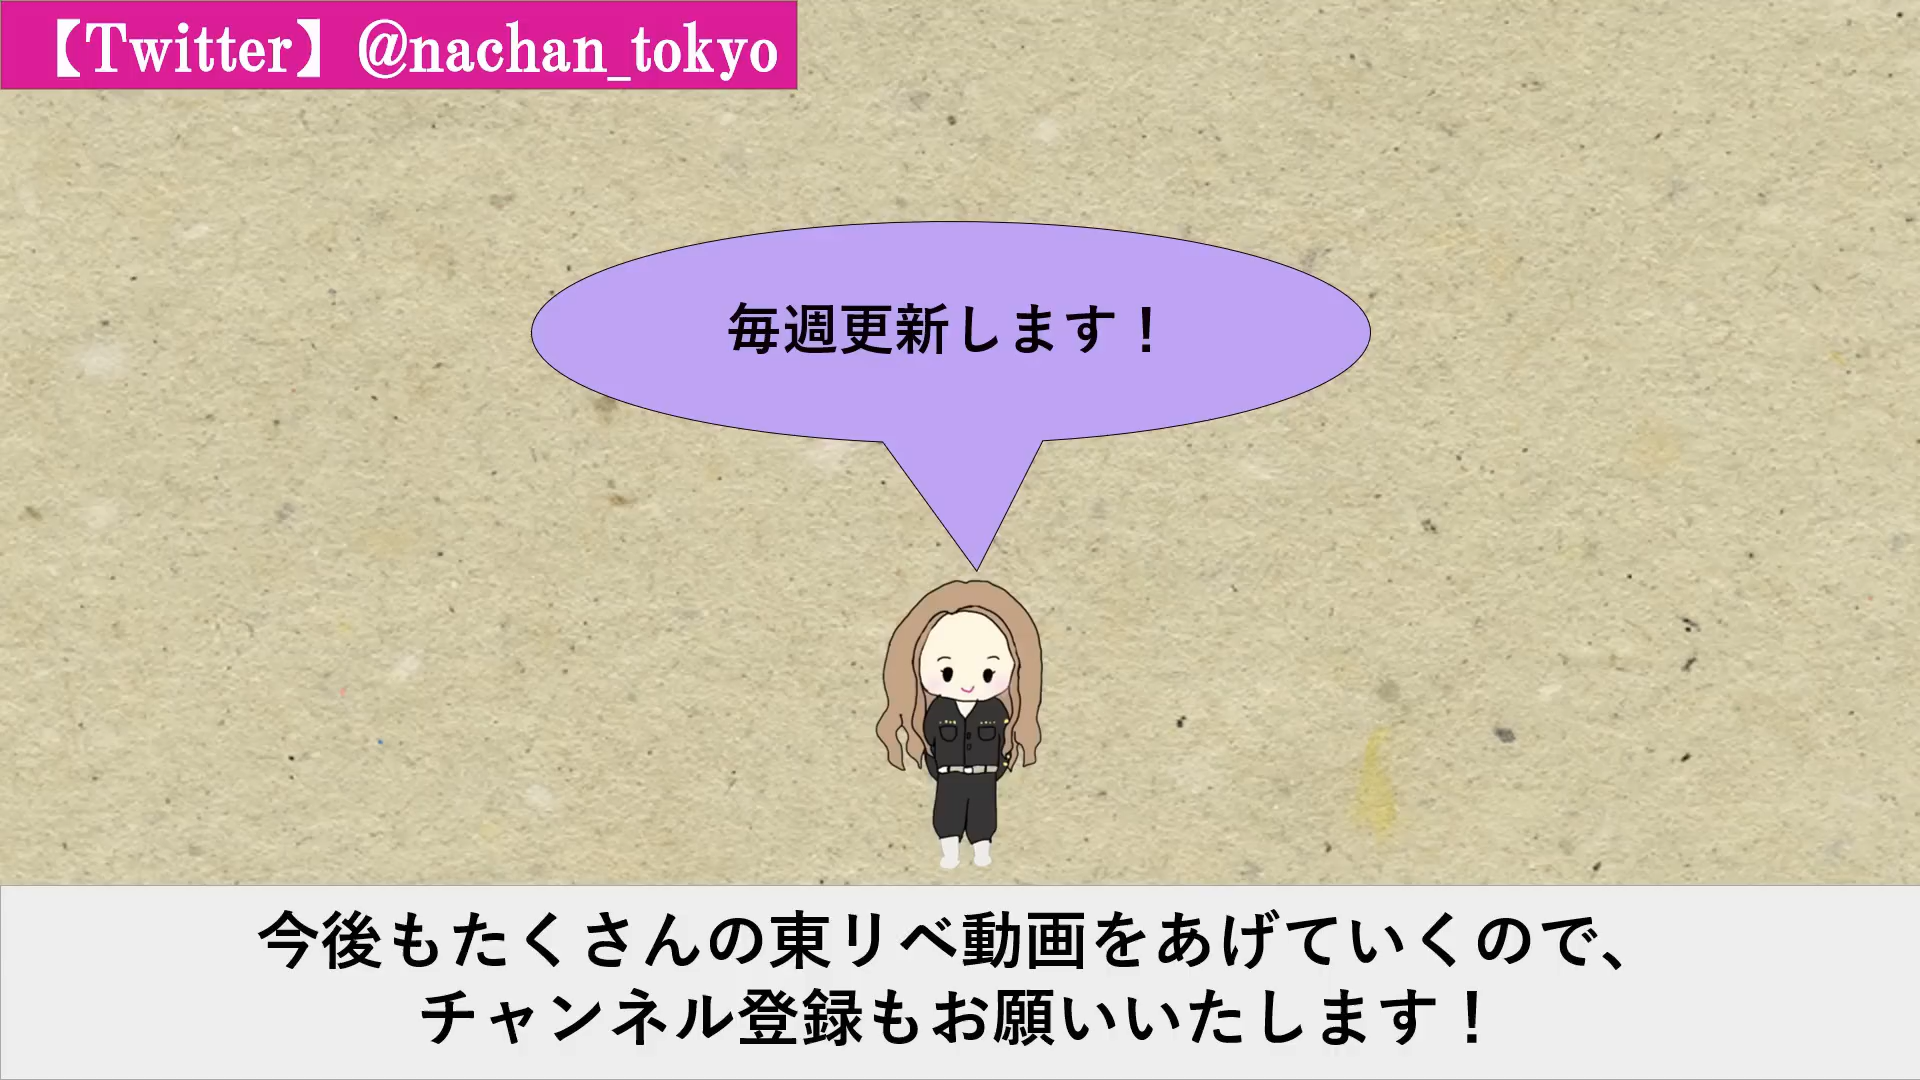 【Twitter】@nachan_tokyo
毎週更新します！
今後もたくさんの東リベ動画をあげていくので、
チャンネル登録もお願いいたします！